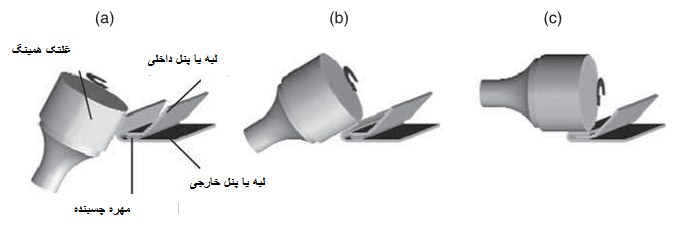 (a)
(b)
(c)
غلتک همینگ
لبه یا پنل داخلی
لبه یا پنل خارجی
مهره چسبنده